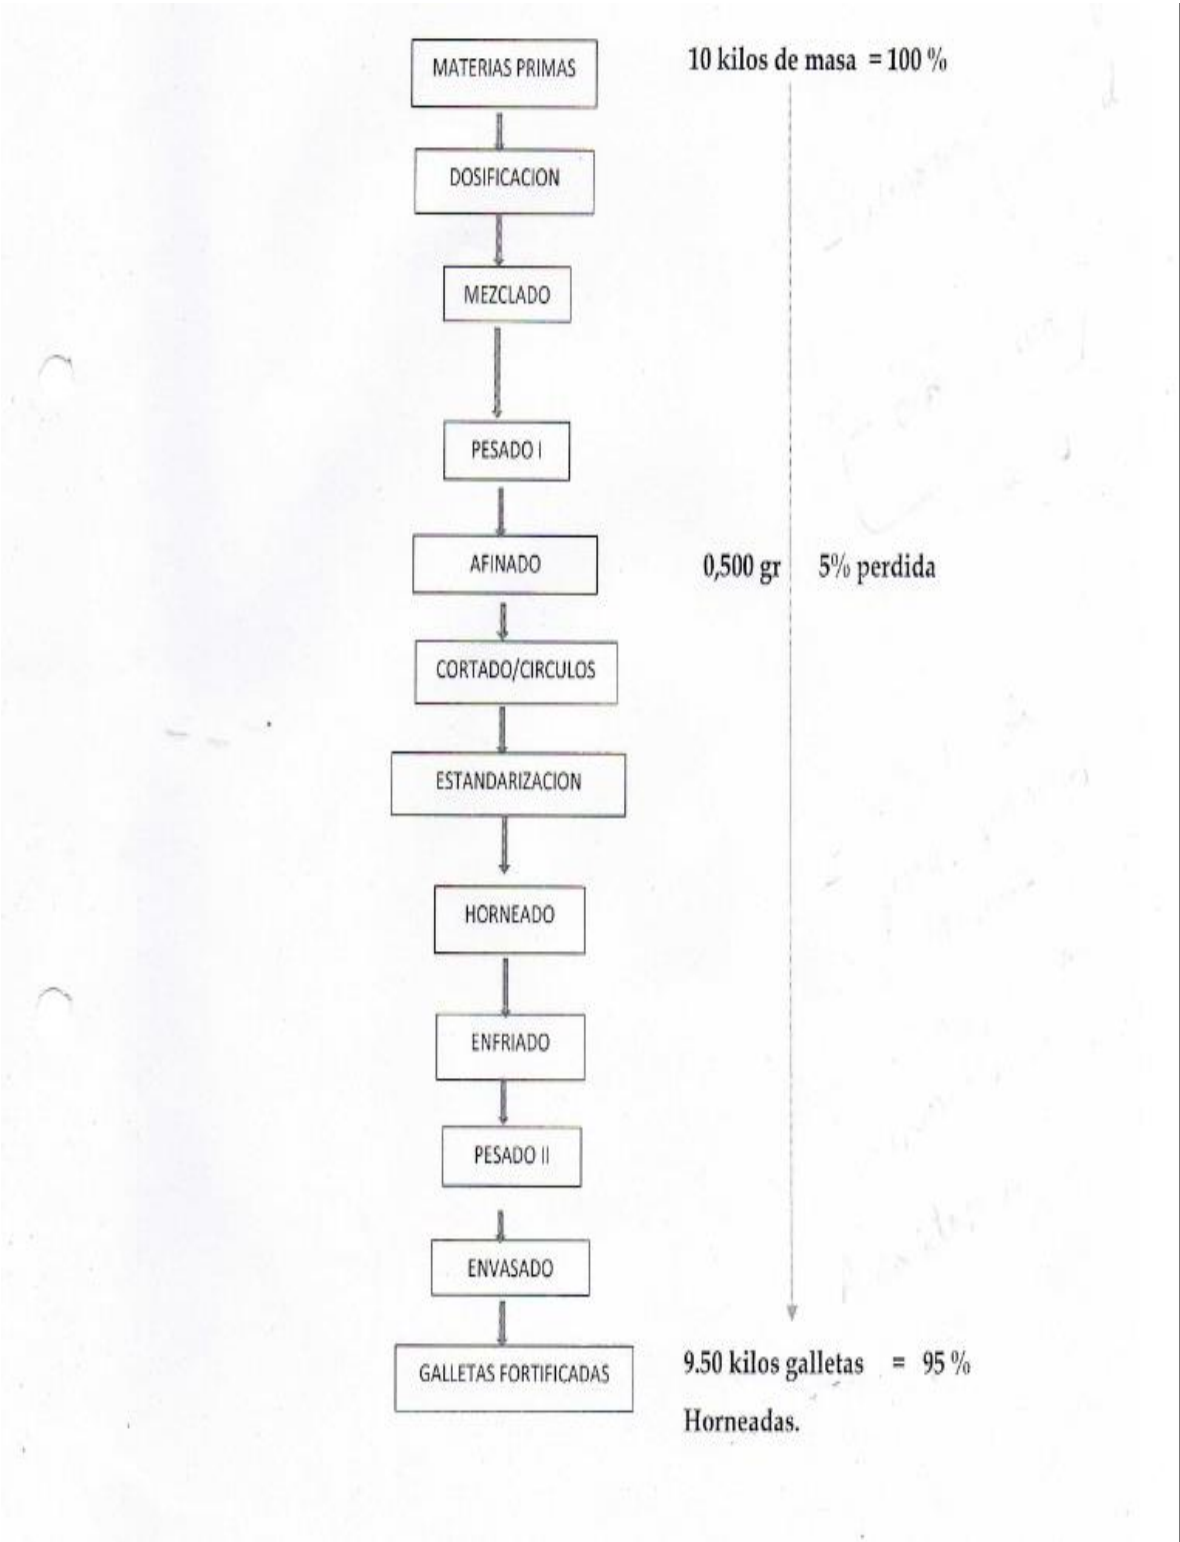 MATERIAS PRIMAS
10 kilos de masa = 100 %
DOSIFICACION
MEZCLADO
PESADO I
AFINADO
0,500 gr 5% perdida
CORTADO/CIRCULOS
ESTANDARIZACION
HORNEADO
ENFRIADO
PESADO II
ENVASADO
GALLETAS FORTIFICADAS
9.50 kilos galletas = 95 %
Horneadas.